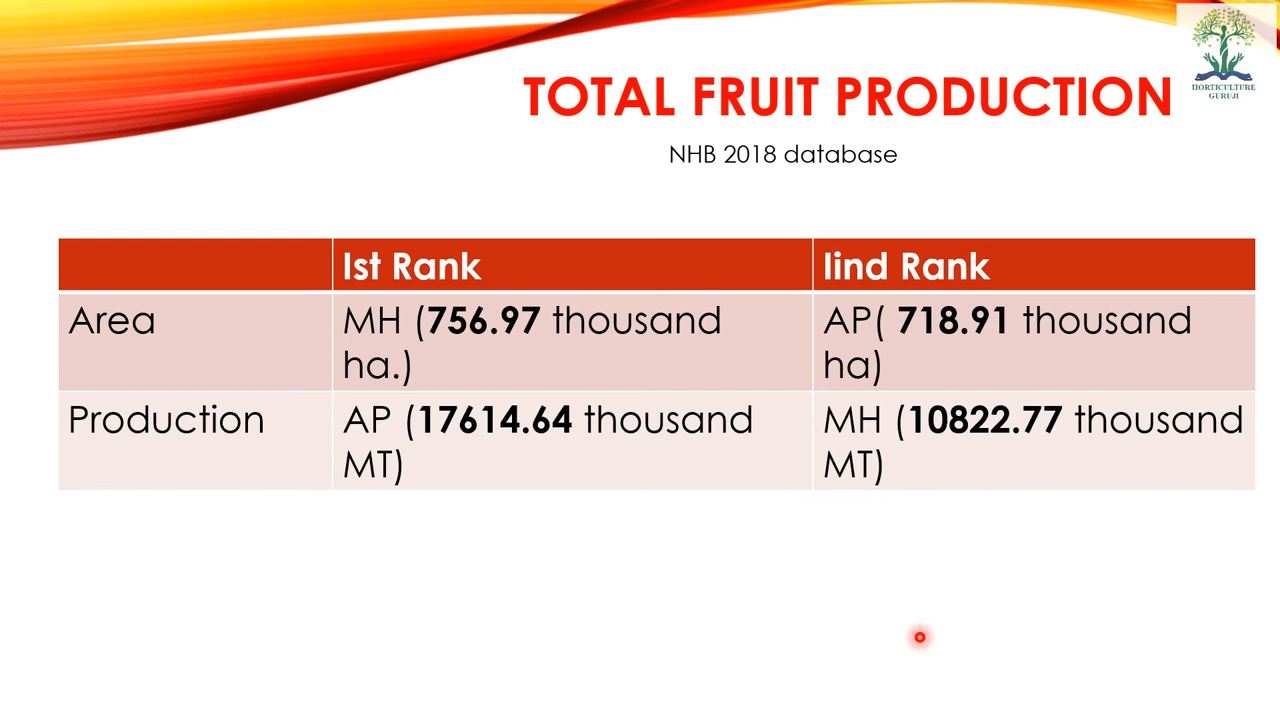 TOTAL FRUIT PRODUCTION
HORTICULTURE
GURUJI
NHB 2018 database
Ist Rank
Iind Rank
Area
MH (756.97 thousand
ha.)
AP( 718.91 thousand
ha)
Production
AP (17614.64 thousand
MT)
MH (10822.77 thousand
MT)